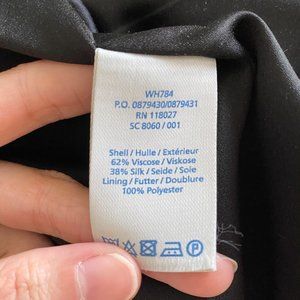 WH784
P.O. 0879430/0879431
RN 118027
SC 8060 / 001
Shell / Hulle / Extérieur
62% Viscose / Viskose
38% Silk / Seide / Soie
Lining / Futter / Doublure
100% Polyester